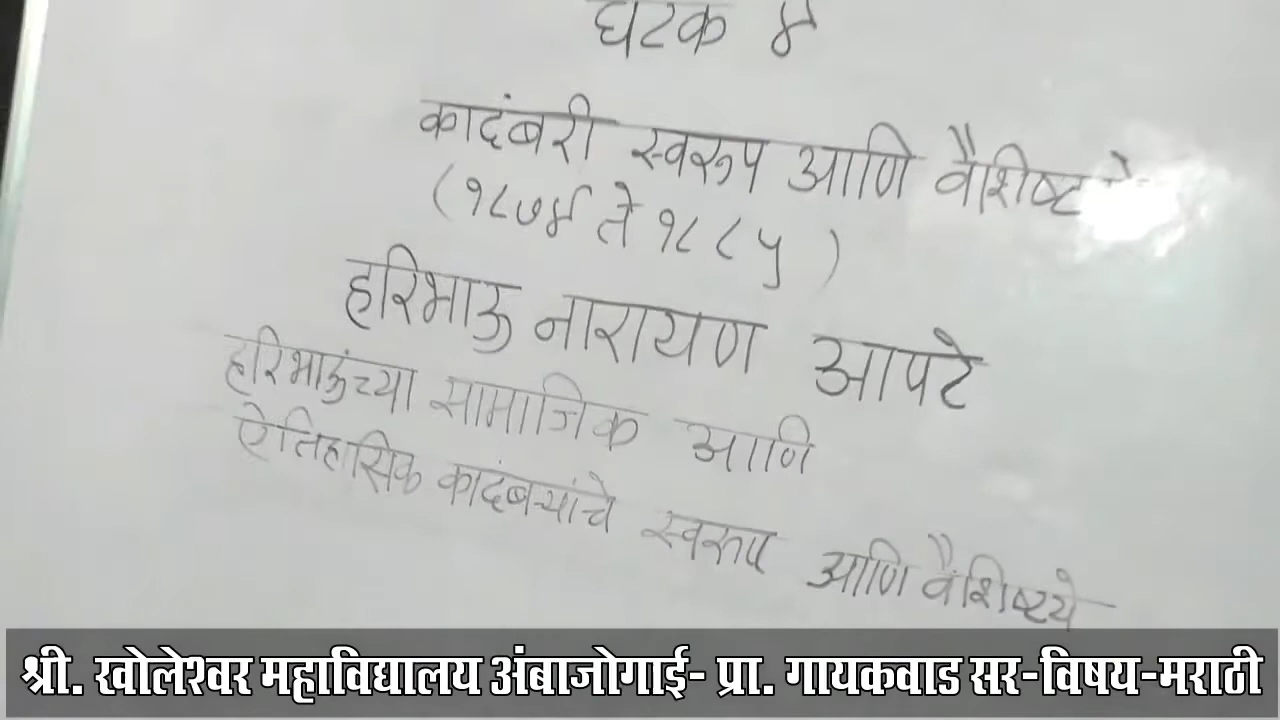 घटक ४
कादंबरी स्वरूप आणि वैशिष्ट्ये
(१८७४ ते १८८५)
हरिभाऊ नारायण आपटे
हरिभाऊंच्या सामाजिक आणि
ऐतिहासिक कादंबऱ्यांचे स्वरूप आणि वैशिष्ट्ये
श्री. खोलेश्वर महाविद्यालय अंबाजोगाई- प्रा. गायकवाड सर-विषय-मराठी